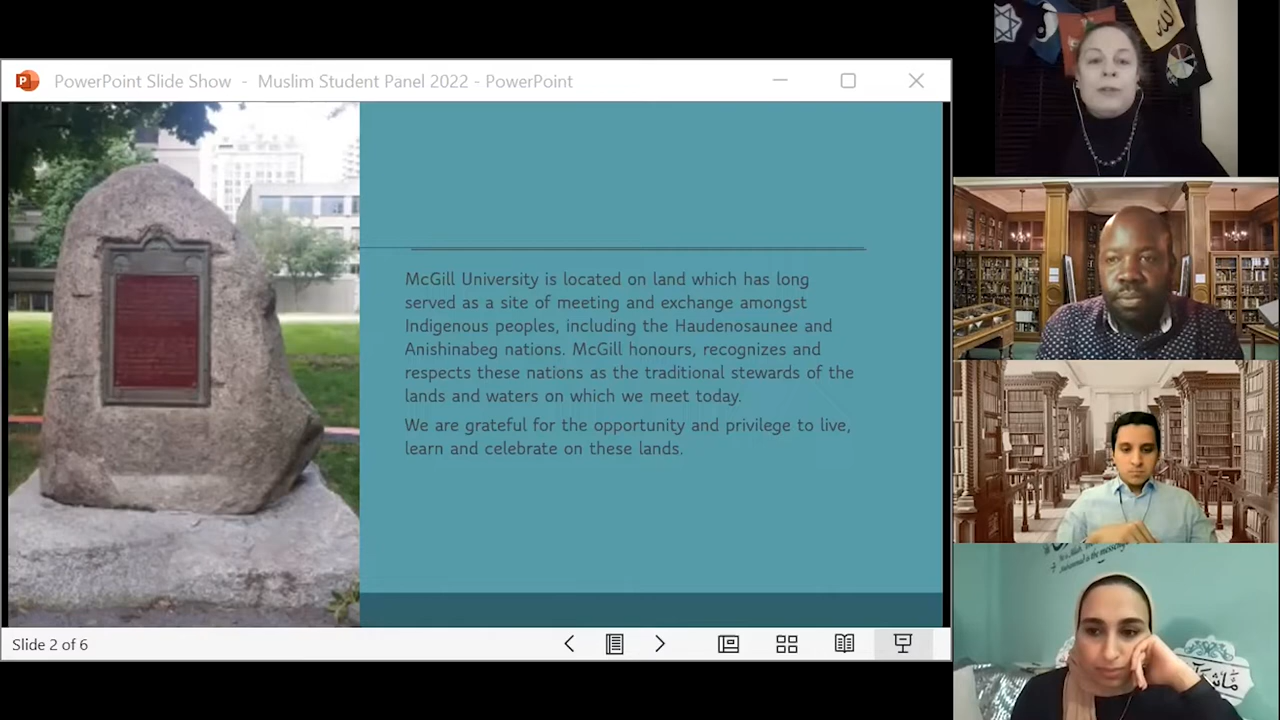 PowerPoint Slide Show - Muslim Student Panel 2022 - PowerPoint
McGill University is located on land which has long
served as a site of meeting and exchange amongst
Indigenous peoples, including the Haudenosaunee and
Anishinabeg nations. McGill honours, recognizes and
respects these nations as the traditional stewards of the
lands and waters on which we meet today.
We are grateful for the opportunity and privilege to live,
learn and celebrate on these lands.
Slide 2 of 6